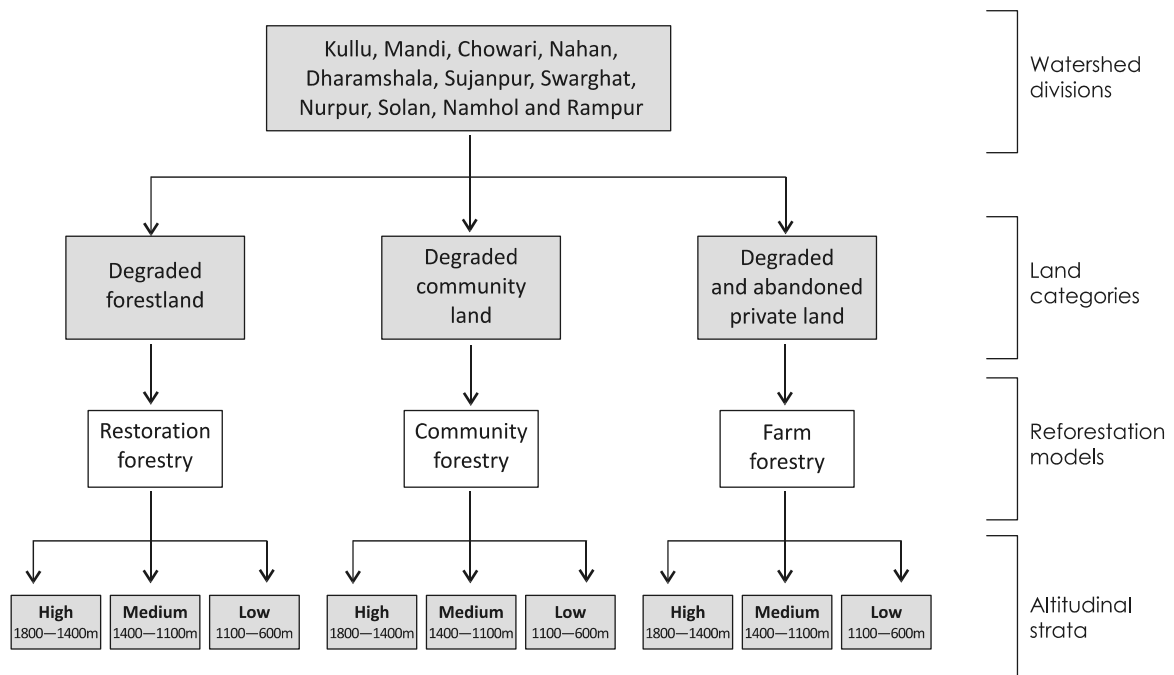 Kullu, Mandi, Chowari, Nahan,
Dharamshala, Sujanpur, Swarghat,
Nurpur, Solan, Namhol and Rampur
Watershed
divisions
Degraded
forestland
Degraded
community
land
Degraded
and abandoned
private land
Land
categories
Restoration
forestry
Community
forestry
Farm
forestry
Reforestation
models
High
1800—1400m
Medium
1400—1100m
Low
1100—600m
High
1800—1400m
Medium
1400—1100m
Low
1100—600m
High
1800—1400m
Medium
1400—1100m
Low
1100—600m
Altitudinal
strata